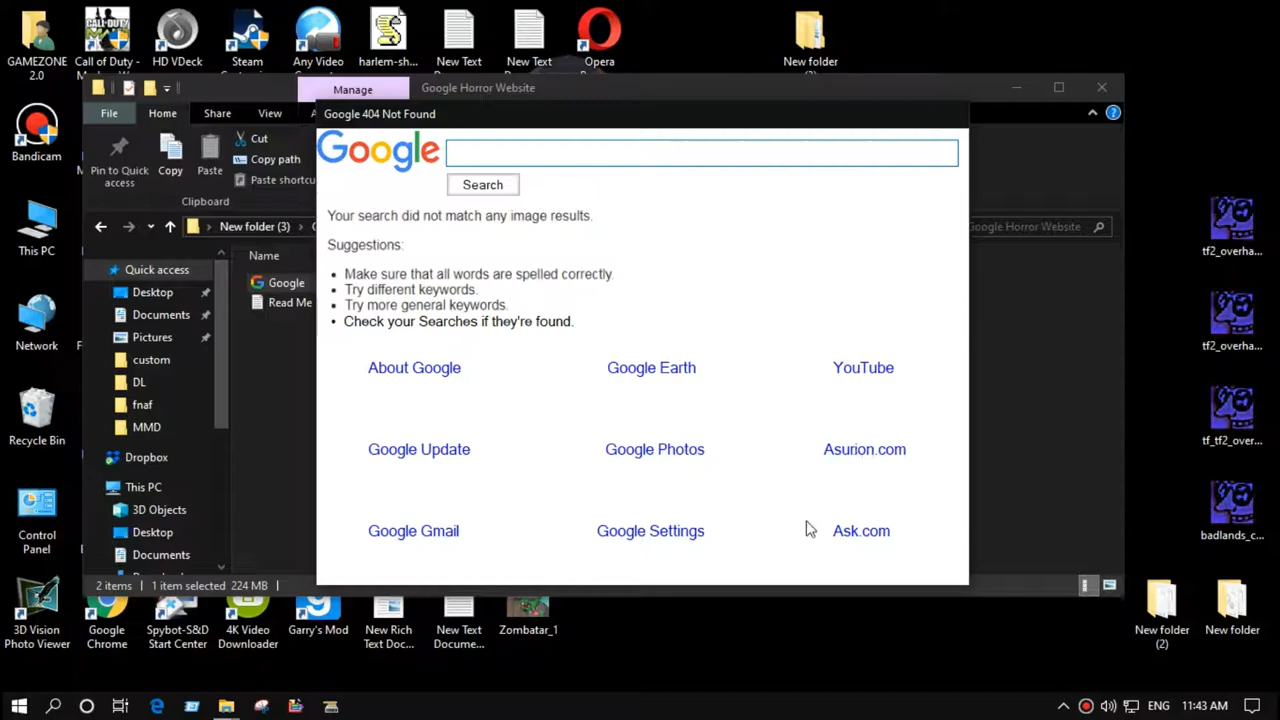 GAMEZONE 2.0
Call of Duty -
HD VDeck
Steam
Any Video
harlem-sh...
New Text
New Text
Opera
New folder
Manage
Google Horror Website
File
Home
Share
View
Google 404 Not Found
Bandicam
Pin to Quick access
Copy
Paste
Cut
Copy path
Paste shortcu
Clipboard
Google
Search
Your search did not match any image results.
Suggestions:
• Make sure that all words are spelled correctly.
• Try different keywords.
• Try more general keywords.
• Check your Searches if they're found.
About Google
Google Earth
YouTube
Google Update
Google Photos
Asurion.com
Google Gmail
Google Settings
Ask.com
New folder (3)
Google Horror Website
Name
Google
Read Me
Quick access
Desktop
Documents
Pictures
custom
DL
fnaf
MMD
Dropbox
This PC
3D Objects
Desktop
Documents
2 items
1 item selected 224 MB
This PC
Network
Recycle Bin
Control Panel
tf2_overha...
tf2_overha...
tf_tf2_over...
badlands_c...
3D Vision Photo Viewer
Google Chrome
Spybot-S&D Start Center
4K Video Downloader
Garry's Mod
New Rich Text Doc...
New Text Docume...
Zombatar_1
New folder (2)
New folder
ENG
11:43 AM